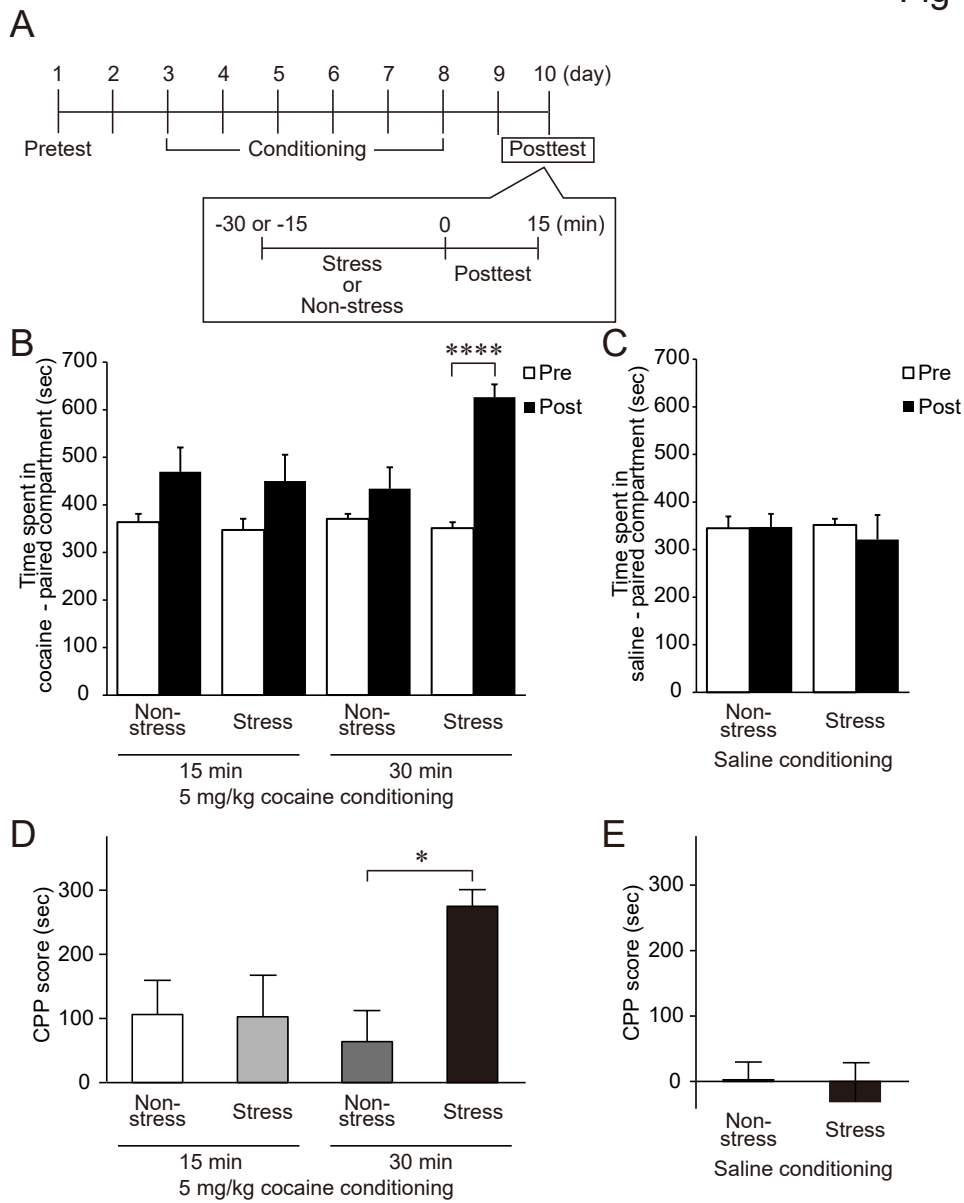 Fig
A
1 2 3 4 5 6 7 8 9 10 (day)
Pretest Conditioning Posttest
-30 or -15 0 15 (min)
Stress
or
Non-stress
Posttest
B
Time spent in
cocaine - paired compartment (sec)
700
600
500
400
300
200
100
0
****
Pre
Post
Non-
stress
Stress
Non-
stress
Stress
15 min 30 min
5 mg/kg cocaine conditioning
C
Time spent in
saline - paired compartment (sec)
700
600
500
400
300
200
100
0
Pre
Post
Non-
stress
Stress
Saline conditioning
D
CPP score (sec)
300
200
100
0
*
Non-
stress
Stress
Non-
stress
Stress
15 min 30 min
5 mg/kg cocaine conditioning
E
CPP score (sec)
300
200
100
0
Non-
stress
Stress
Saline conditioning